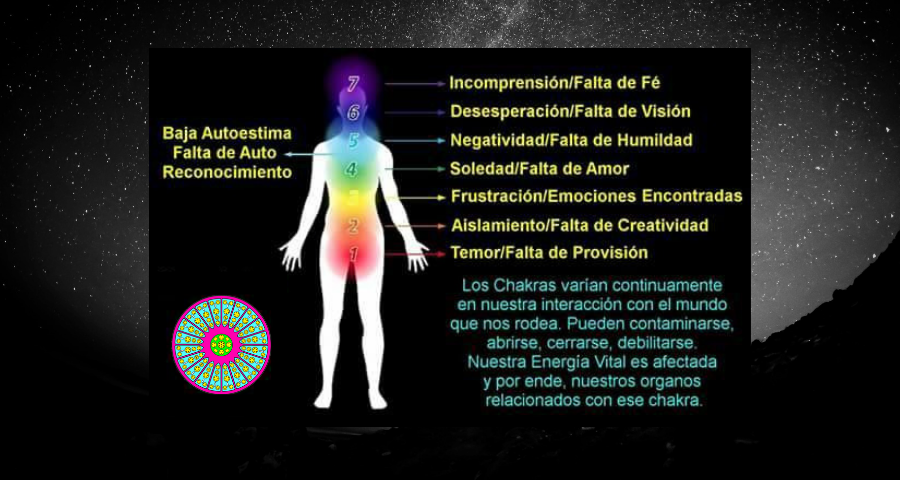 7
Incomprensión/Falta de Fé
6
Desesperación/Falta de Visión
5
Negatividad/Falta de Humildad
Baja Autoestima
Falta de Auto
Reconocimiento
4
Soledad/Falta de Amor
Frustración/Emociones Encontradas
2
Aislamiento/Falta de Creatividad
1
Temor/Falta de Provisión
Los Chakras varían continuamente
en nuestra interacción con el mundo
que nos rodea. Pueden contaminarse,
abrirse, cerrarse, debilitarse.
Nuestra Energía Vital es afectada
y por ende, nuestros organos
relacionados con ese chakra.